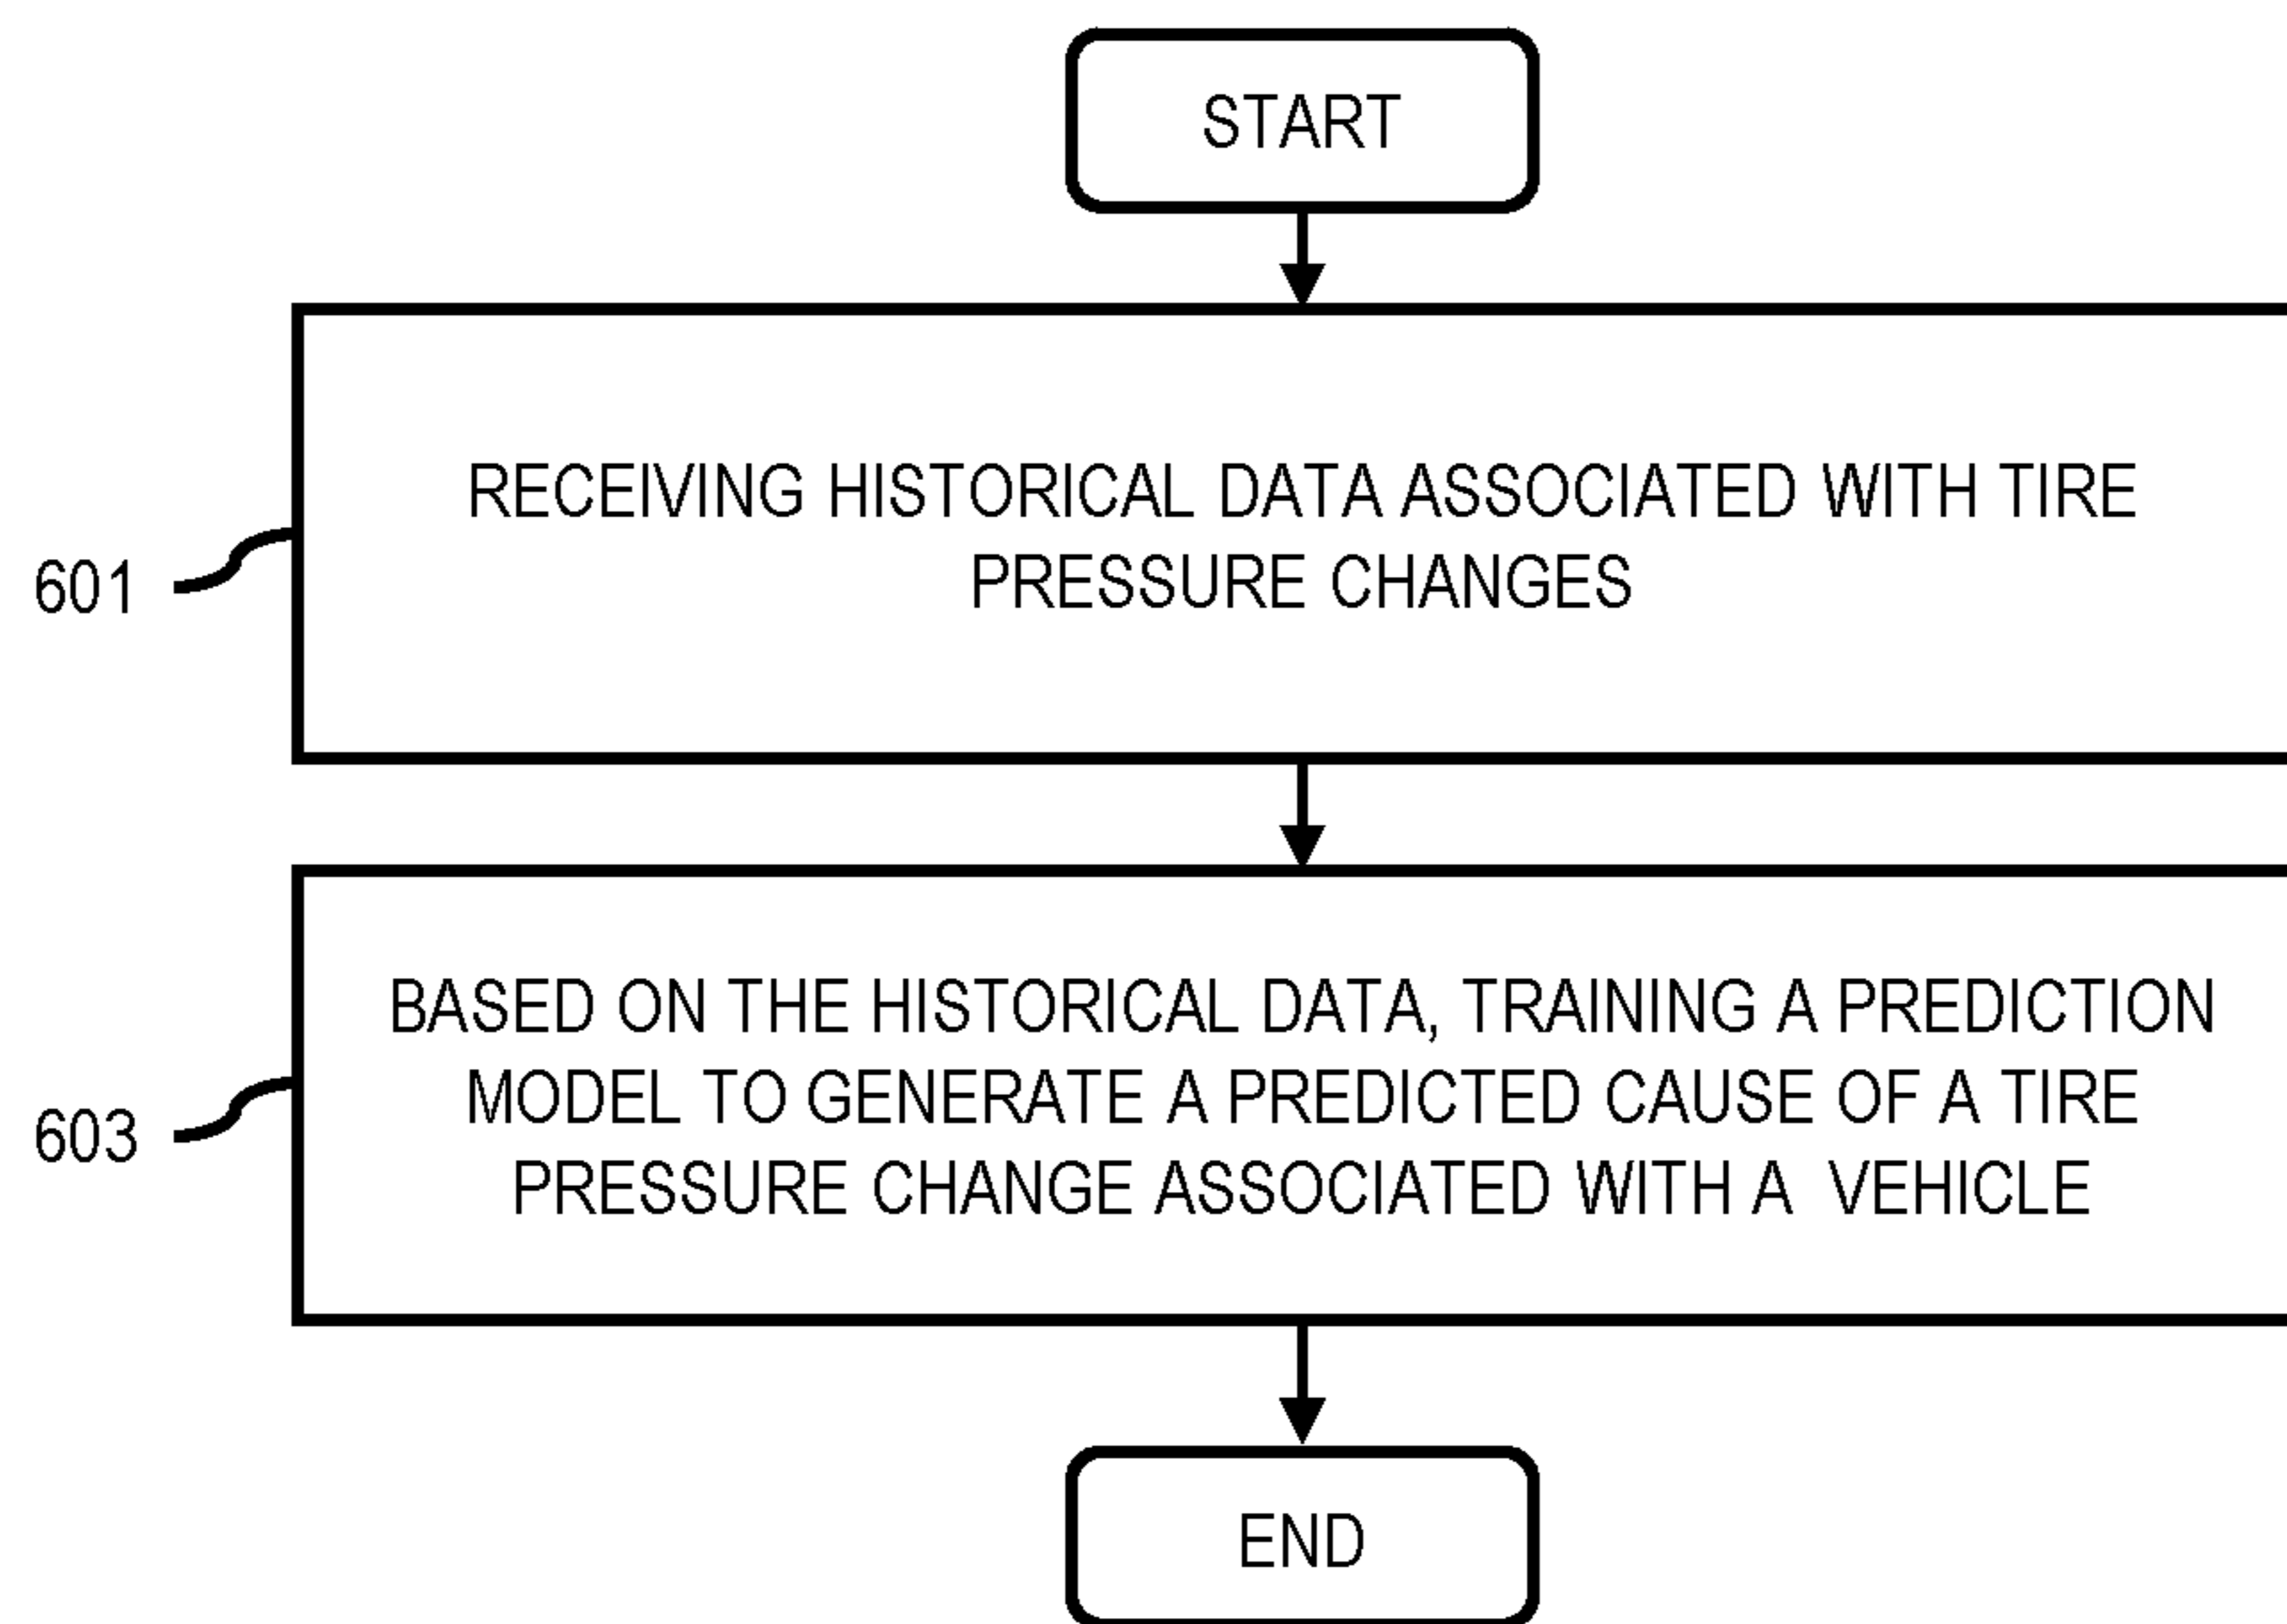 START
RECEIVING HISTORICAL DATA ASSOCIATED WITH TIRE
PRESSURE CHANGES
601
BASED ON THE HISTORICAL DATA, TRAINING A PREDICTION
MODEL TO GENERATE A PREDICTED CAUSE OF A TIRE
PRESSURE CHANGE ASSOCIATED WITH A VEHICLE
603
END